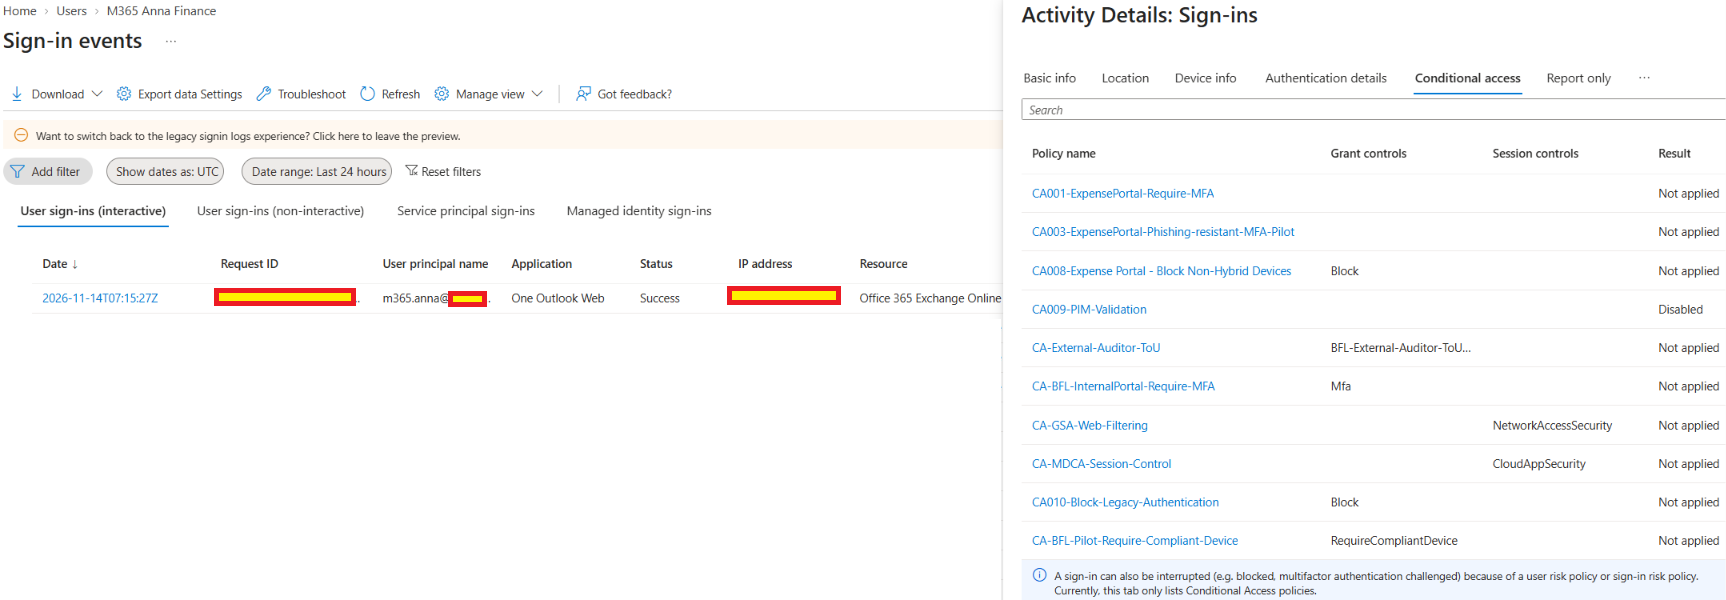 Home > Users > M365 Anna Finance
Sign-in events ...
Download Export data Settings Troubleshoot Refresh Manage view Got feedback?
Want to switch back to the legacy signin logs experience? Click here to leave the preview.
Add filter Show dates as: UTC Date range: Last 24 hours Reset filters
User sign-ins (interactive) User sign-ins (non-interactive) Service principal sign-ins Managed identity sign-ins
Date ↓ Request ID User principal name Application Status IP address Resource
2026-11-14T07:15:27Z ... m365.anna@ . One Outlook Web Success Office 365 Exchange Online
Activity Details: Sign-ins
Basic info Location Device info Authentication details Conditional access Report only ...
Search
Policy name Grant controls Session controls Result
CA001-ExpensePortal-Require-MFA Not applied
CA003-ExpensePortal-Phishing-resistant-MFA-Pilot Not applied
CA008-Expense Portal - Block Non-Hybrid Devices Block Not applied
CA009-PIM-Validation Disabled
CA-External-Auditor-ToU BFL-External-Auditor-ToU... Not applied
CA-BFL-InternalPortal-Require-MFA Mfa Not applied
CA-GSA-Web-Filtering NetworkAccessSecurity Not applied
CA-MDCA-Session-Control CloudAppSecurity Not applied
CA010-Block-Legacy-Authentication Block Not applied
CA-BFL-Pilot-Require-Compliant-Device RequireCompliantDevice Not applied
A sign-in can also be interrupted (e.g. blocked, multifactor authentication challenged) because of a user risk policy or sign-in risk policy.
Currently, this tab only lists Conditional Access policies.